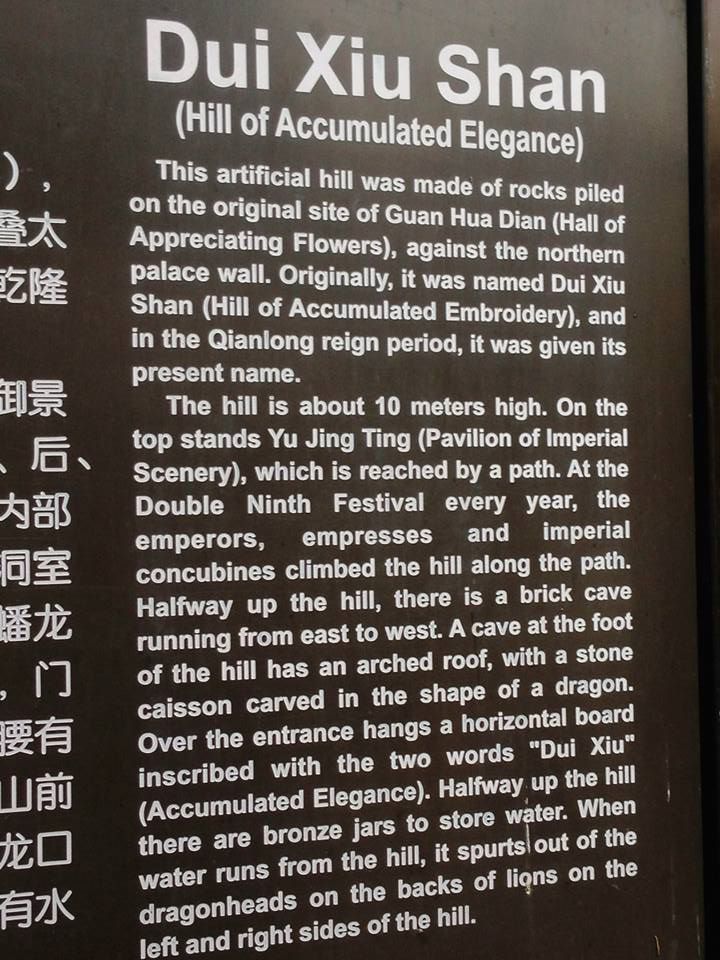 ），
叠太
乾隆
御景
、后、
内部
洞室
蟠龙
，门
腰有
山前
龙口
有水
Dui Xiu Shan
(Hill of Accumulated Elegance)
This artificial hill was made of rocks piled
on the original site of Guan Hua Dian (Hall of
Appreciating Flowers), against the northern
palace wall. Originally, it was named Dui Xiu
Shan (Hill of Accumulated Embroidery), and
in the Qianlong reign period, it was given its
present name.
The hill is about 10 meters high. On the
top stands Yu Jing Ting (Pavilion of Imperial
Scenery), which is reached by a path. At the
Double Ninth Festival every year, the
emperors, empresses and imperial
concubines climbed the hill along the path.
Halfway up the hill, there is a brick cave
running from east to west. A cave at the foot
of the hill has an arched roof, with a stone
caisson carved in the shape of a dragon.
Over the entrance hangs a horizontal board
inscribed with the two words "Dui Xiu"
(Accumulated Elegance). Halfway up the hill
there are bronze jars to store water. When
water runs from the hill, it spurts out of the
dragonheads on the backs of lions on the
left and right sides of the hill.